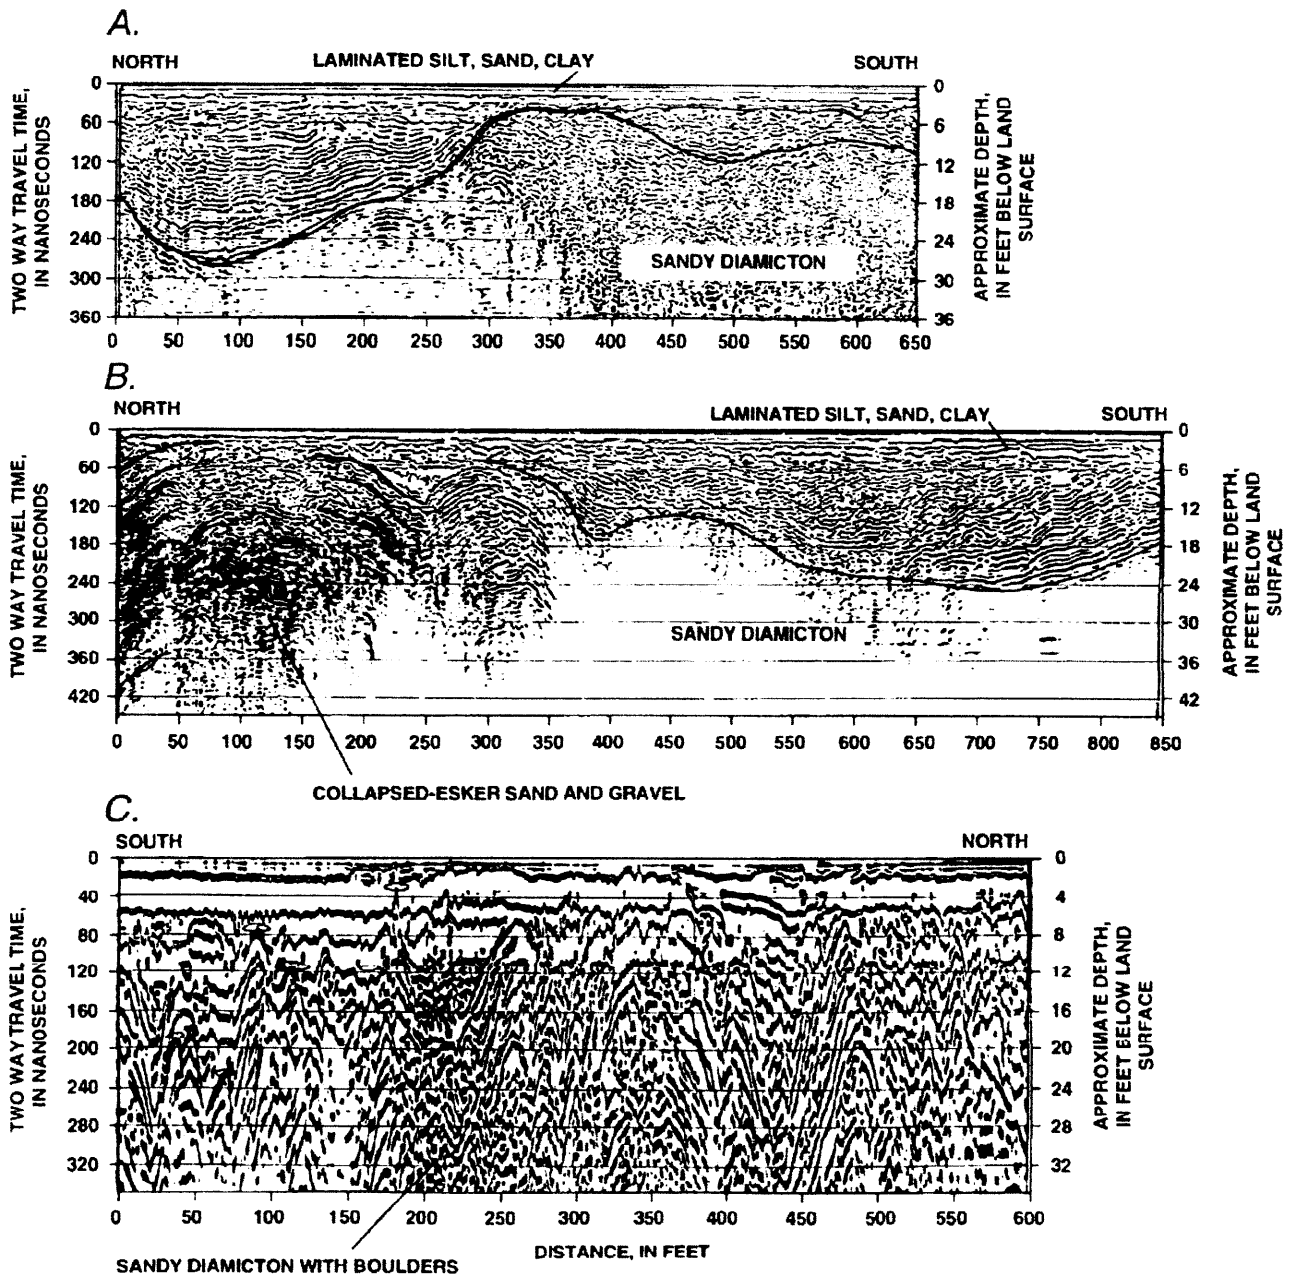 A.
NORTH
LAMINATED SILT, SAND, CLAY
SOUTH
TWO WAY TRAVEL TIME,
IN NANOSECONDS
0
60
120
180
240
300
360
0
6
12
18
24
30
36
APPROXIMATE DEPTH,
IN FEET BELOW LAND
SURFACE
SANDY DIAMICTON
0 50 100 150 200 250 300 350 400 450 500 550 600 650
B.
NORTH
LAMINATED SILT, SAND, CLAY
SOUTH
TWO WAY TRAVEL TIME,
IN NANOSECONDS
0
60
120
180
240
300
360
420
0
6
12
18
24
30
36
42
APPROXIMATE DEPTH,
IN FEET BELOW LAND
SURFACE
SANDY DIAMICTON
0 50 100 150 200 250 300 350 400 450 500 550 600 650 700 750 800 850
COLLAPSED-ESKER SAND AND GRAVEL
C.
SOUTH
NORTH
TWO WAY TRAVEL TIME,
IN NANOSECONDS
0
40
60
80
120
160
200
240
280
320
0
4
8
12
16
20
24
28
32
APPROXIMATE DEPTH,
IN FEET BELOW LAND
SURFACE
0 50 100 150 200 250 300 350 400 450 500 550 600
DISTANCE, IN FEET
SANDY DIAMICTON WITH BOULDERS